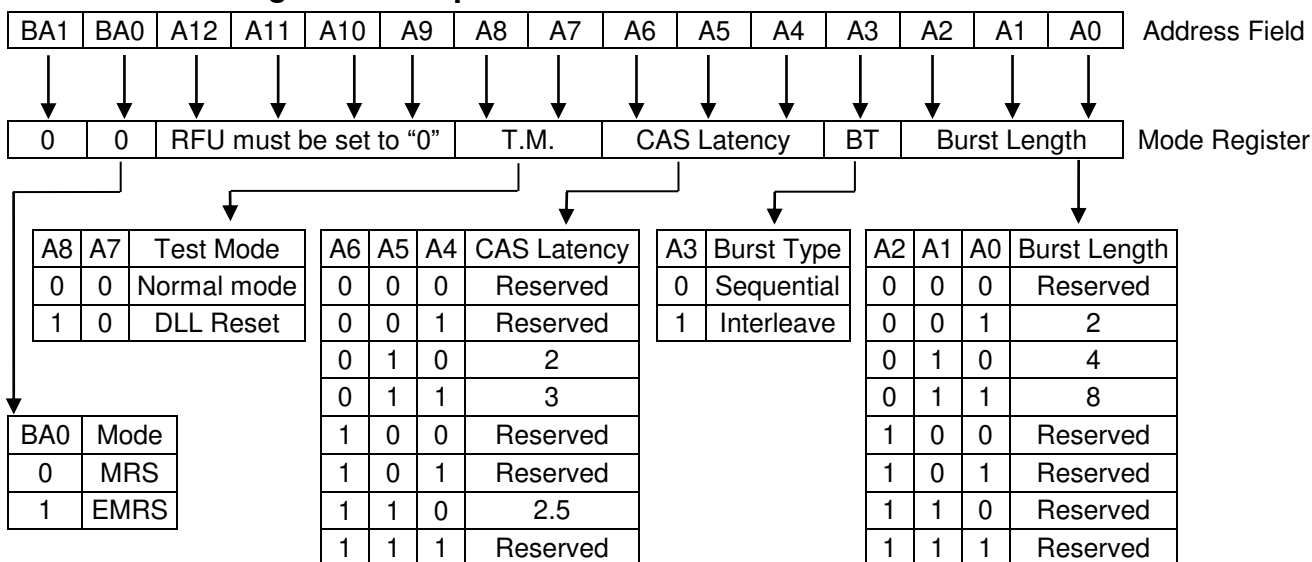 BA1 BA0 A12 A11 A10 A9 A8 A7 A6 A5 A4 A3 A2 A1 A0 Address Field
0 0 RFU must be set to “0” T.M. CAS Latency BT Burst Length Mode Register
A8 A7 Test Mode
0 0 Normal mode
1 0 DLL Reset
BA0 Mode
0 MRS
1 EMRS
A6 A5 A4 CAS Latency
0 0 0 Reserved
0 0 1 Reserved
0 1 0 2
0 1 1 3
1 0 0 Reserved
1 0 1 Reserved
1 1 0 2.5
1 1 1 Reserved
A3 Burst Type
0 Sequential
1 Interleave
A2 A1 A0 Burst Length
0 0 0 Reserved
0 0 1 2
0 1 0 4
0 1 1 8
1 0 0 Reserved
1 0 1 Reserved
1 1 0 Reserved
1 1 1 Reserved